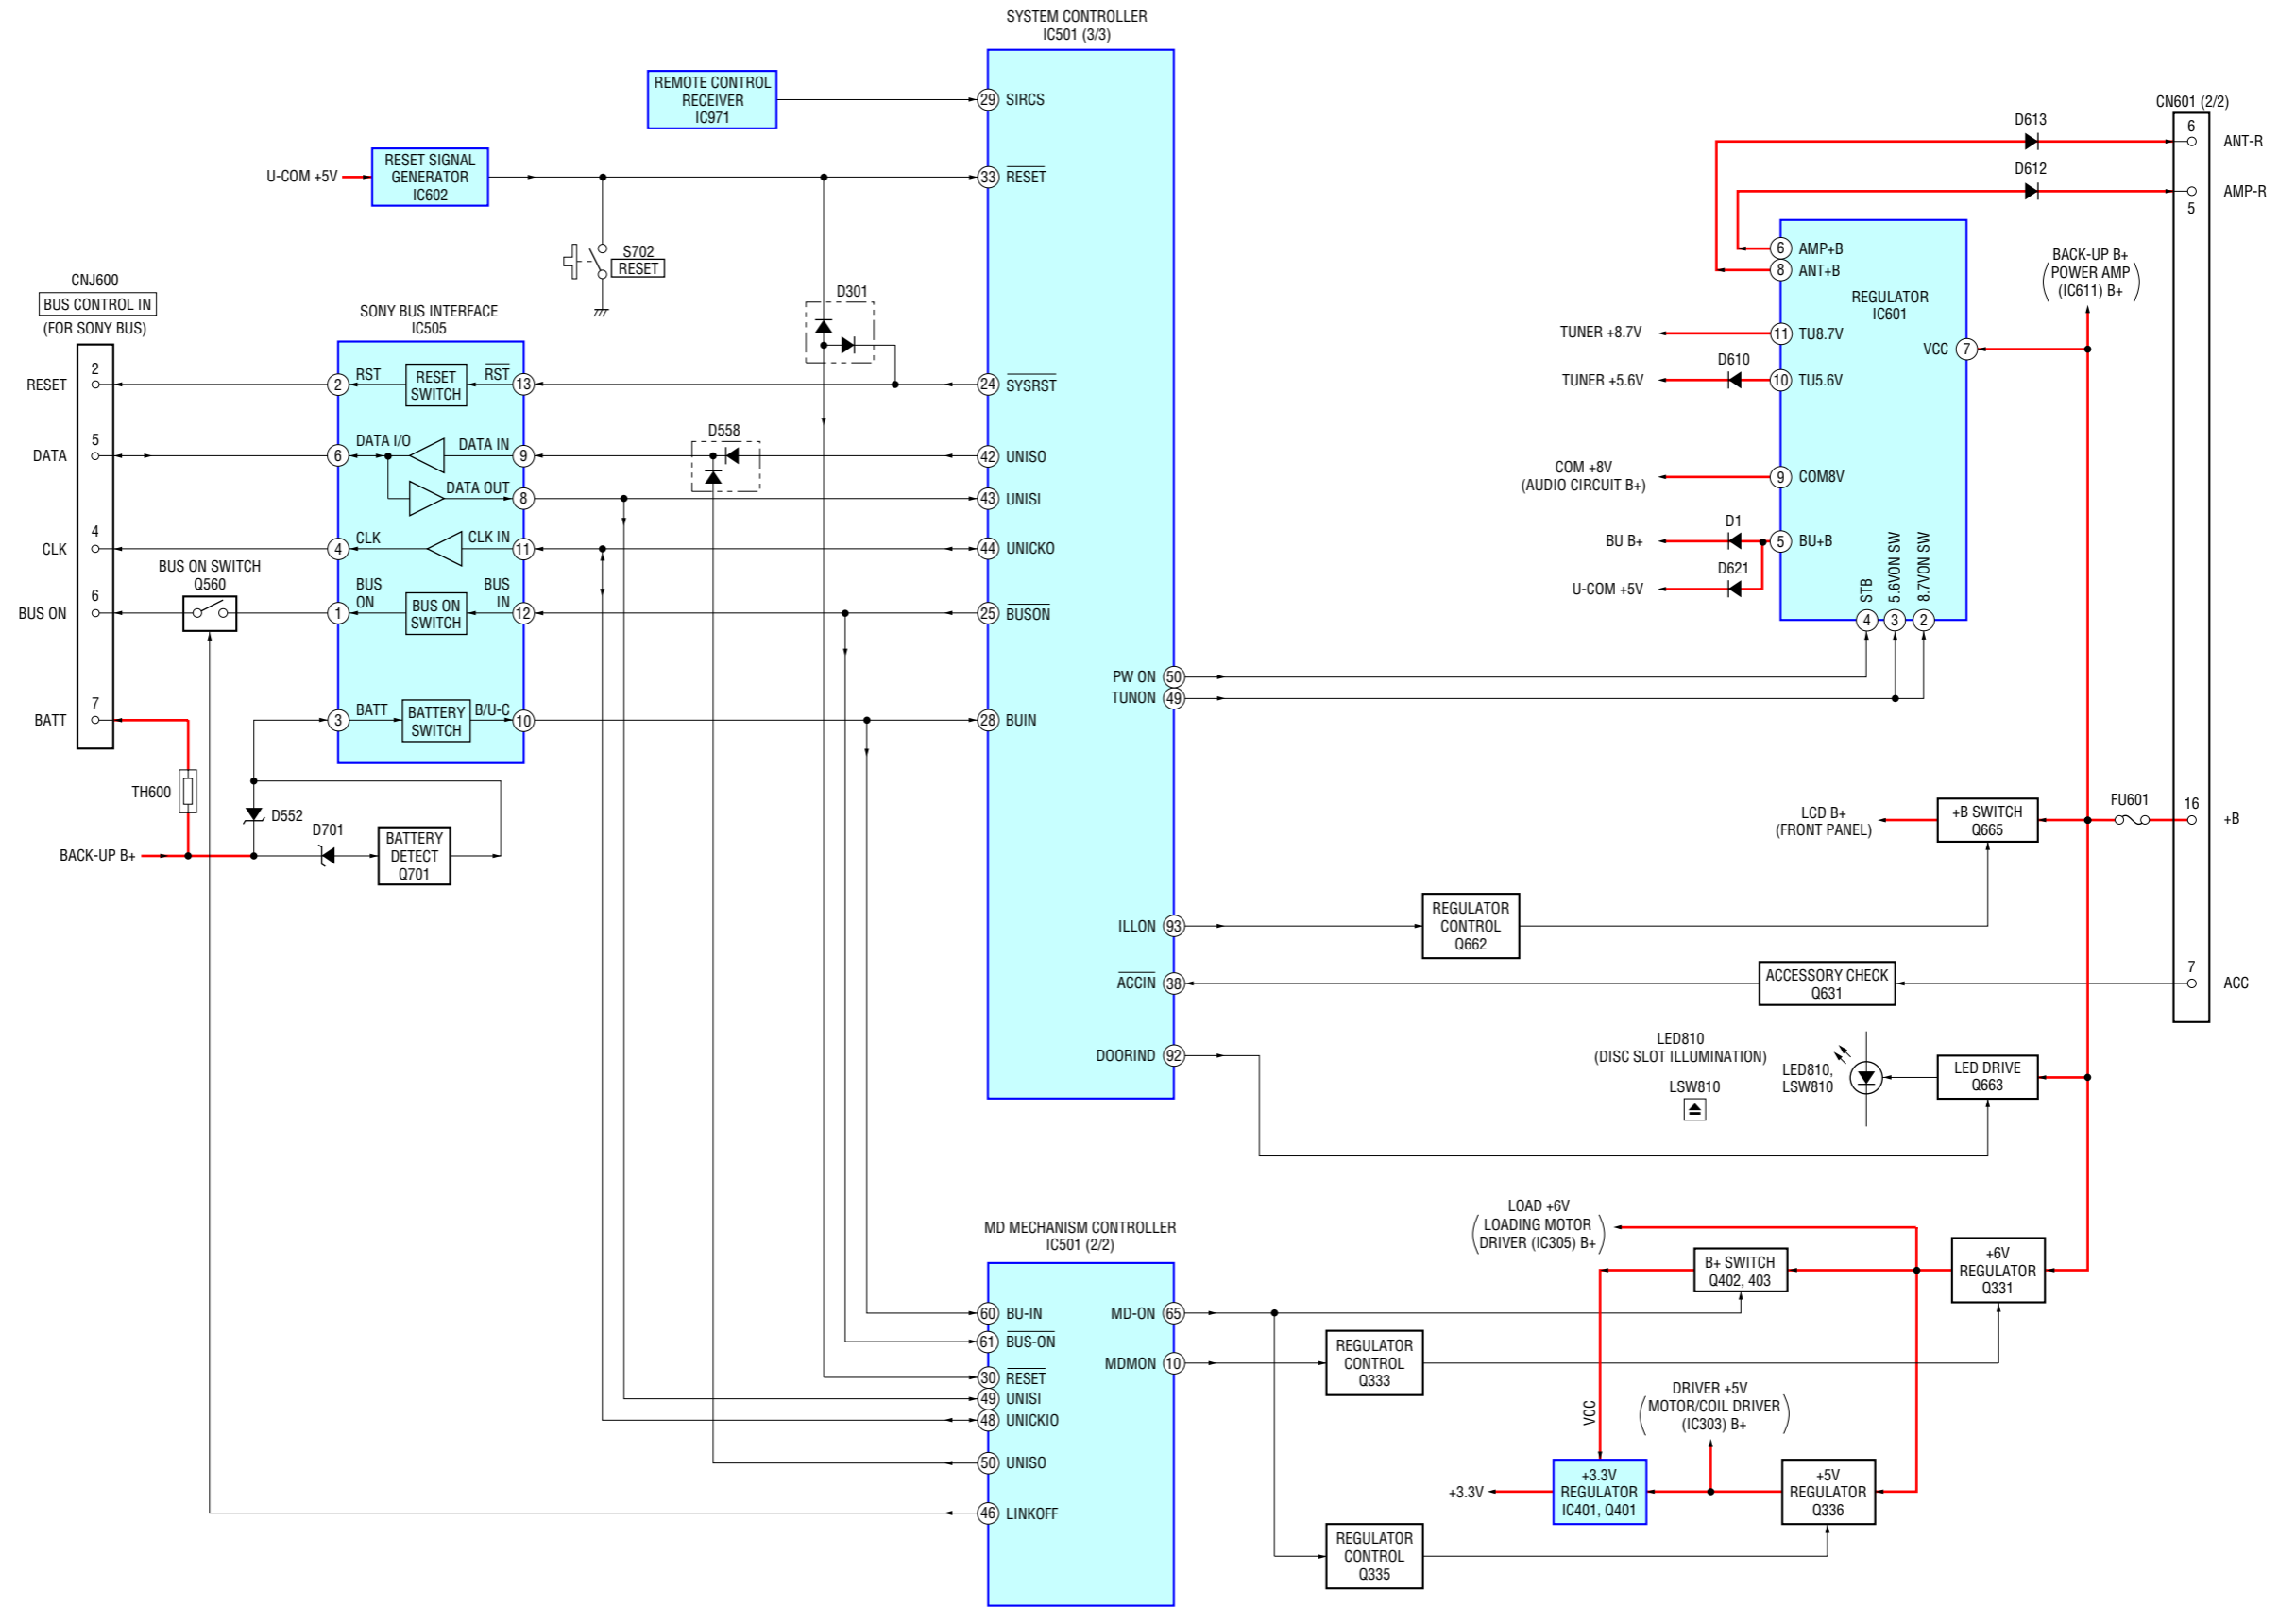 SYSTEM CONTROLLER
IC501 (3/3)
REMOTE CONTROL
RECEIVER
IC971
29 SIRCS
U-COM +5V
RESET SIGNAL
GENERATOR
IC602
33 RESET
S702
RESET
D301
CNJ600
BUS CONTROL IN
(FOR SONY BUS)
SONY BUS INTERFACE
IC505
RESET
2
2
RST
RESET
SWITCH
RST
13
24 SYSRST
DATA
5
6
DATA I/O
DATA IN
9
D558
42 UNISO
DATA OUT
8
43 UNISI
CLK
4
4
CLK
CLK IN
11
44 UNICKO
BUS ON SWITCH
Q560
BUS ON
6
1
BUS
ON
BUS ON
SWITCH
BUS
IN
12
25 BUSON
BATT
7
3
BATT
BATTERY
SWITCH
B/U-C
10
28 BUIN
TH600
D552
D701
BATTERY
DETECT
Q701
BACK-UP B+
PW ON 50
TUNON 49
ILLON 93
ACCIN 38
DOORIND 92
CN601 (2/2)
D613
6
ANT-R
D612
5
AMP-R
6 AMP+B
8 ANT+B
REGULATOR
IC601
BACK-UP B+
POWER AMP
(IC611) B+
TUNER +8.7V
11 TU8.7V
VCC 7
TUNER +5.6V
D610
10 TU5.6V
COM +8V
(AUDIO CIRCUIT B+)
9 COM8V
BU B+
D1
5 BU+B
U-COM +5V
D621
STB
5.6VON SW
8.7VON SW
4 3 2
LCD B+
(FRONT PANEL)
+B SWITCH
Q665
FU601
16
+B
REGULATOR
CONTROL
Q662
ACCESSORY CHECK
Q631
7
ACC
LED810
(DISC SLOT ILLUMINATION)
LSW810
LED810,
LSW810
LED DRIVE
Q663
MD MECHANISM CONTROLLER
IC501 (2/2)
60 BU-IN
61 BUS-ON
30 RESET
49 UNISI
48 UNICKIO
50 UNISO
46 LINKOFF
MD-ON 65
MDMON 10
LOAD +6V
LOADING MOTOR
DRIVER (IC305) B+
B+ SWITCH
Q402, 403
+6V
REGULATOR
Q331
REGULATOR
CONTROL
Q333
VCC
DRIVER +5V
MOTOR/COIL DRIVER
(IC303) B+
+3.3V
+3.3V
REGULATOR
IC401, Q401
+5V
REGULATOR
Q336
REGULATOR
CONTROL
Q335